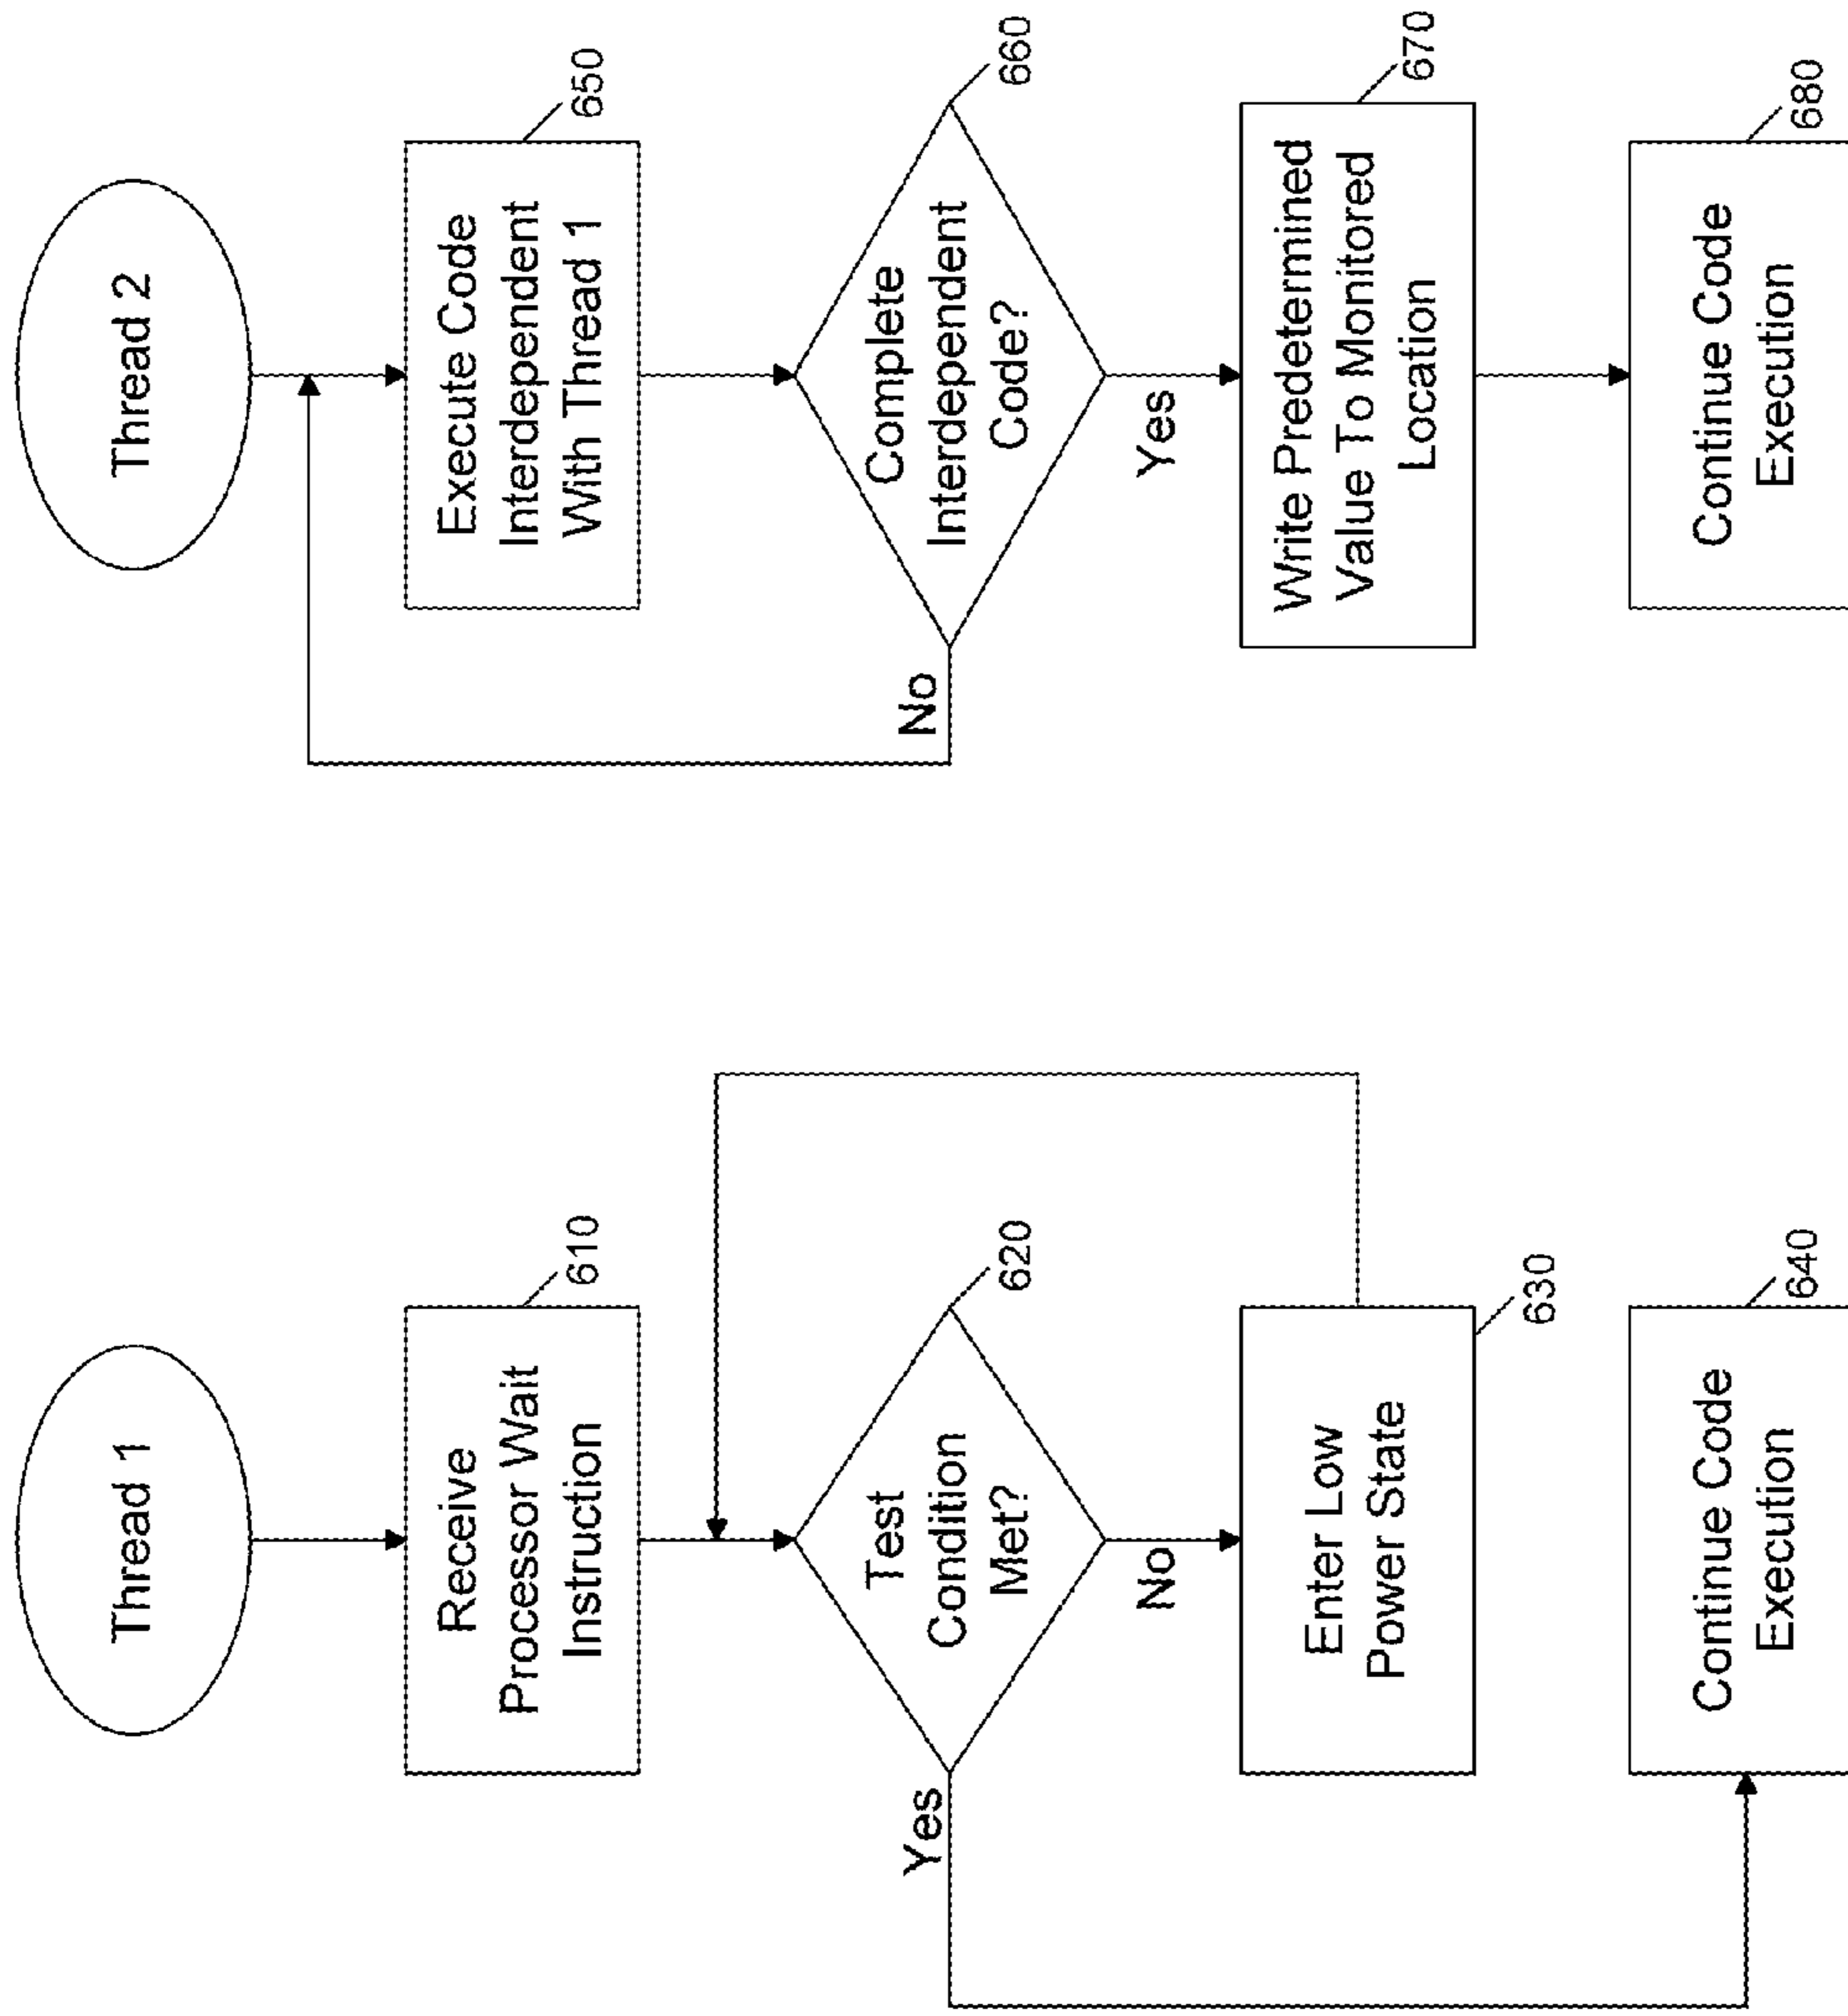 Thread 1
Receive
Processor Wait
Instruction
610
Test
Condition
Met?
620
Yes
No
Enter Low
Power State
630
Continue Code
Execution
640
Thread 2
Execute Code
Interdependent
With Thread 1
650
Complete
Interdependent
Code?
660
No
Yes
Write Predetermined
Value To Monitored
Location
670
Continue Code
Execution
680